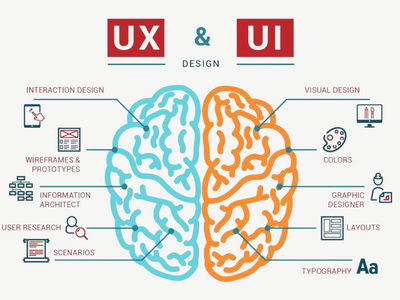 UX & UI
DESIGN
INTERACTION DESIGN
VISUAL DESIGN
WIREFRAMES &
PROTOTYPES
COLORS
INFORMATION
ARCHITECT
GRAPHIC
DESIGNER
USER RESEARCH
LAYOUTS
SCENARIOS
TYPOGRAPHY Aa